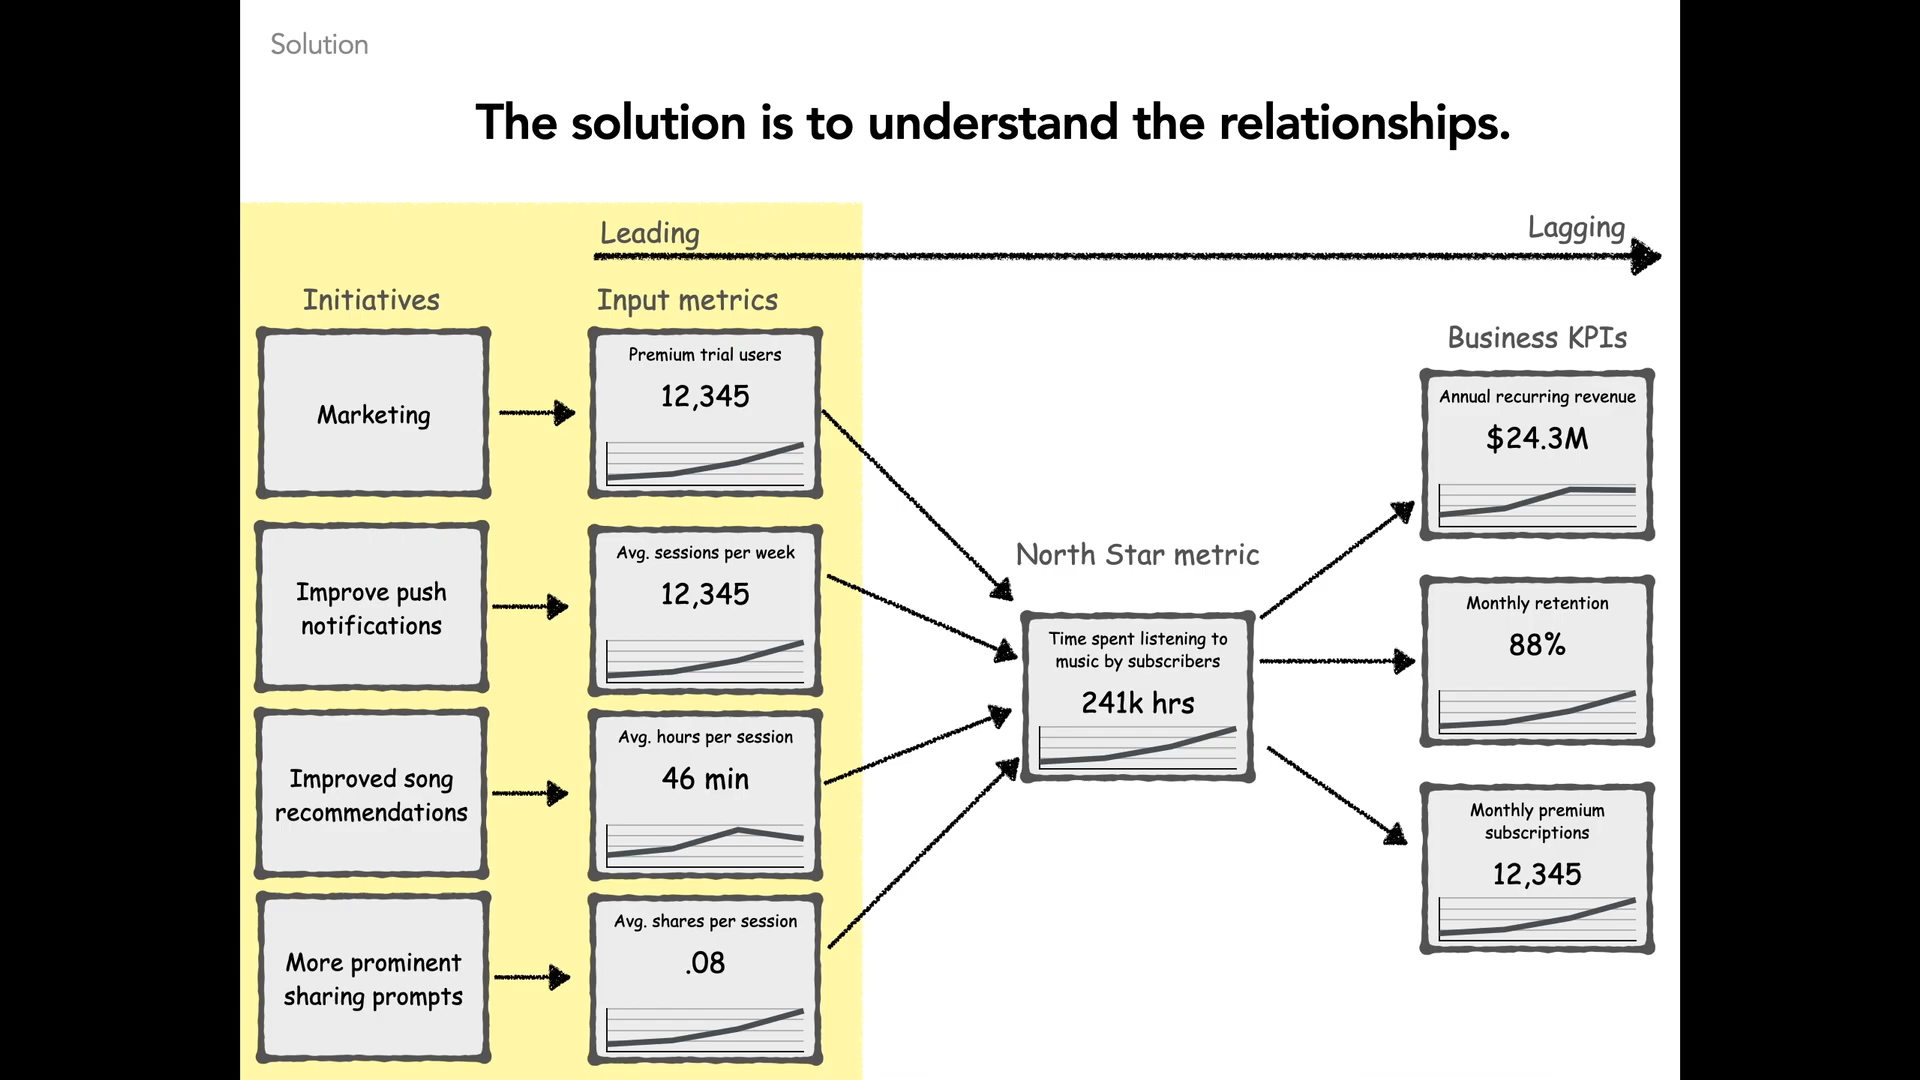 Solution
The solution is to understand the relationships.
Leading
Lagging
Initiatives
Input metrics
Business KPIs
Marketing
Premium trial users
12,345
Annual recurring revenue
$24.3M
Improve push
notifications
Avg. sessions per week
12,345
North Star metric
Time spent listening to
music by subscribers
241k hrs
Monthly retention
88%
Improved song
recommendations
Avg. hours per session
46 min
Monthly premium
subscriptions
12,345
More prominent
sharing prompts
Avg. shares per session
.08